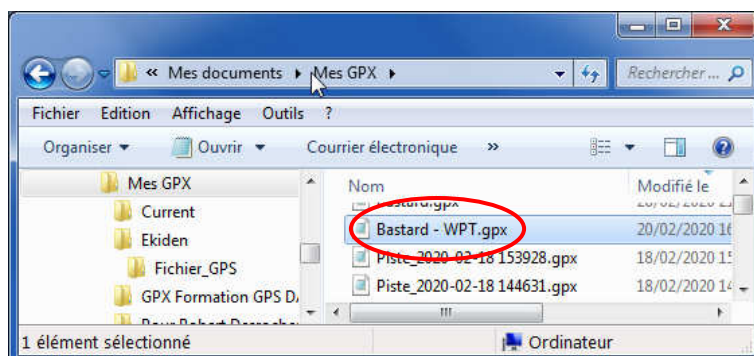 « Mes documents ▸ Mes GPX ▸
Rechercher ...
Fichier Edition Affichage Outils ?
Organiser Ouvrir Courrier électronique »
Mes GPX
Current
Ekiden
Fichier_GPS
GPX Formation GPS D
Nom Modifié le
Bastard.gpx
Bastard - WPT.gpx 20/02/2020 16
Piste_2020-02-18 153928.gpx 18/02/2020 15
Piste_2020-02-18 144631.gpx 18/02/2020 14
1 élément sélectionné Ordinateur